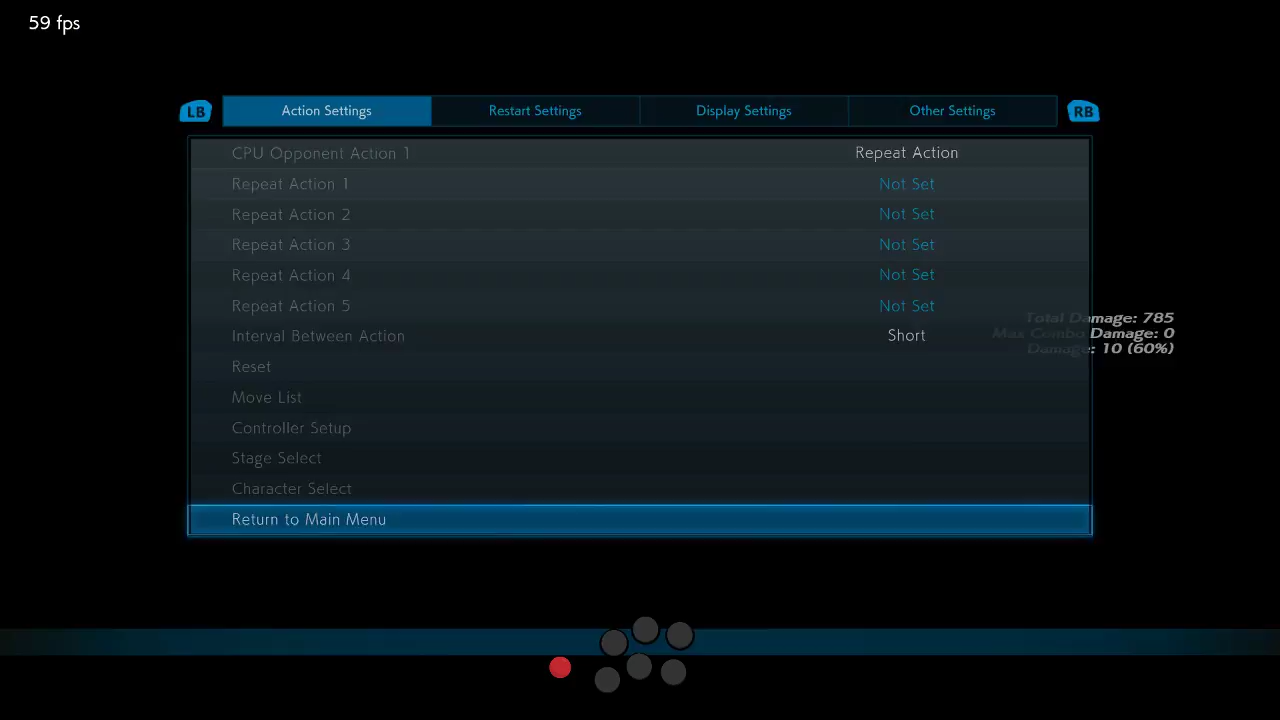 59 fps
LB Action Settings Restart Settings Display Settings Other Settings RB
CPU Opponent Action 1 Repeat Action
Repeat Action 1 Not Set
Repeat Action 2 Not Set
Repeat Action 3 Not Set
Repeat Action 4 Not Set
Repeat Action 5 Not Set
Total Damage: 785
Interval Between Action Short
Max Combo Damage: 0
Damage: 10 (60%)
Reset
Move List
Controller Setup
Stage Select
Character Select
Return to Main Menu